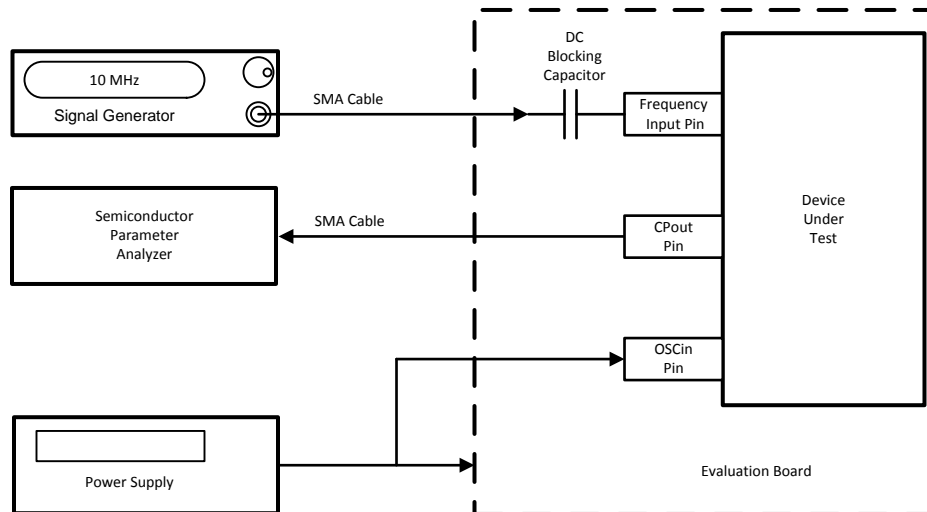 10 MHz
Signal Generator
SMA Cable
DC
Blocking
Capacitor
Frequency
Input Pin
Semiconductor
Parameter
Analyzer
SMA Cable
CPout
Pin
Device
Under
Test
OSCin
Pin
Power Supply
Evaluation Board